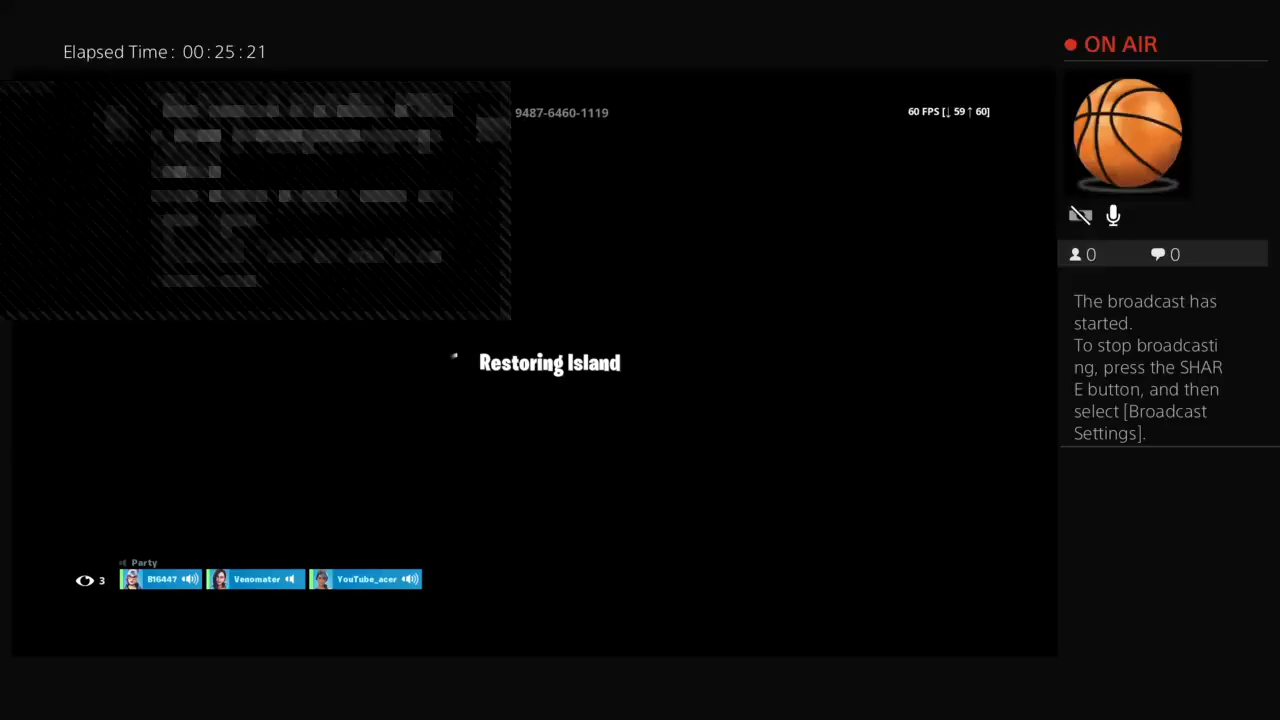 Elapsed Time: 00:25:21
ON AIR
9487-6460-1119
60 FPS [↓ 59 ↑ 60]
0
0
The broadcast has
started.
To stop broadcasti
ng, press the SHAR
E button, and then
select [Broadcast
Settings].
Restoring Island
Party
3
B16447
Venomater
YouTube_acer